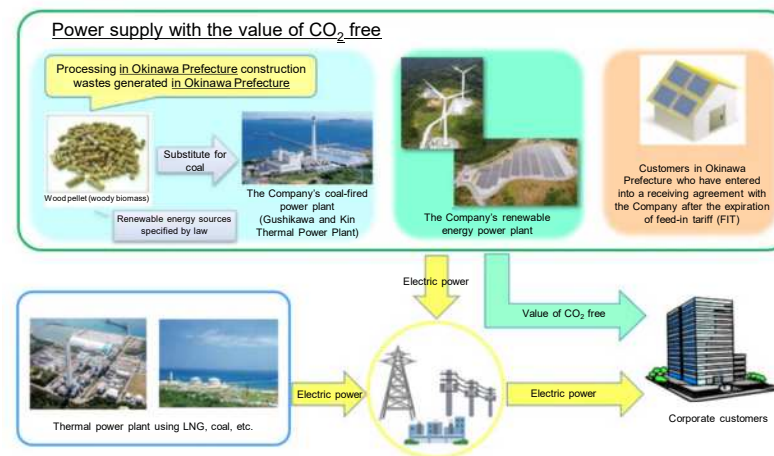 Power supply with the value of CO₂ free
Processing in Okinawa Prefecture construction
wastes generated in Okinawa Prefecture
Substitute for
coal
Wood pellet (woody biomass)
Renewable energy sources
specified by law
The Company's coal-fired
power plant
(Gushikawa and Kin
Thermal Power Plant)
The Company's renewable
energy power plant
Customers in Okinawa
Prefecture who have entered
into a receiving agreement with
the Company after the expiration
of feed-in tariff (FIT)
Electric power
Value of CO₂ free
Thermal power plant using LNG, coal, etc.
Electric power
Electric power
Corporate customers